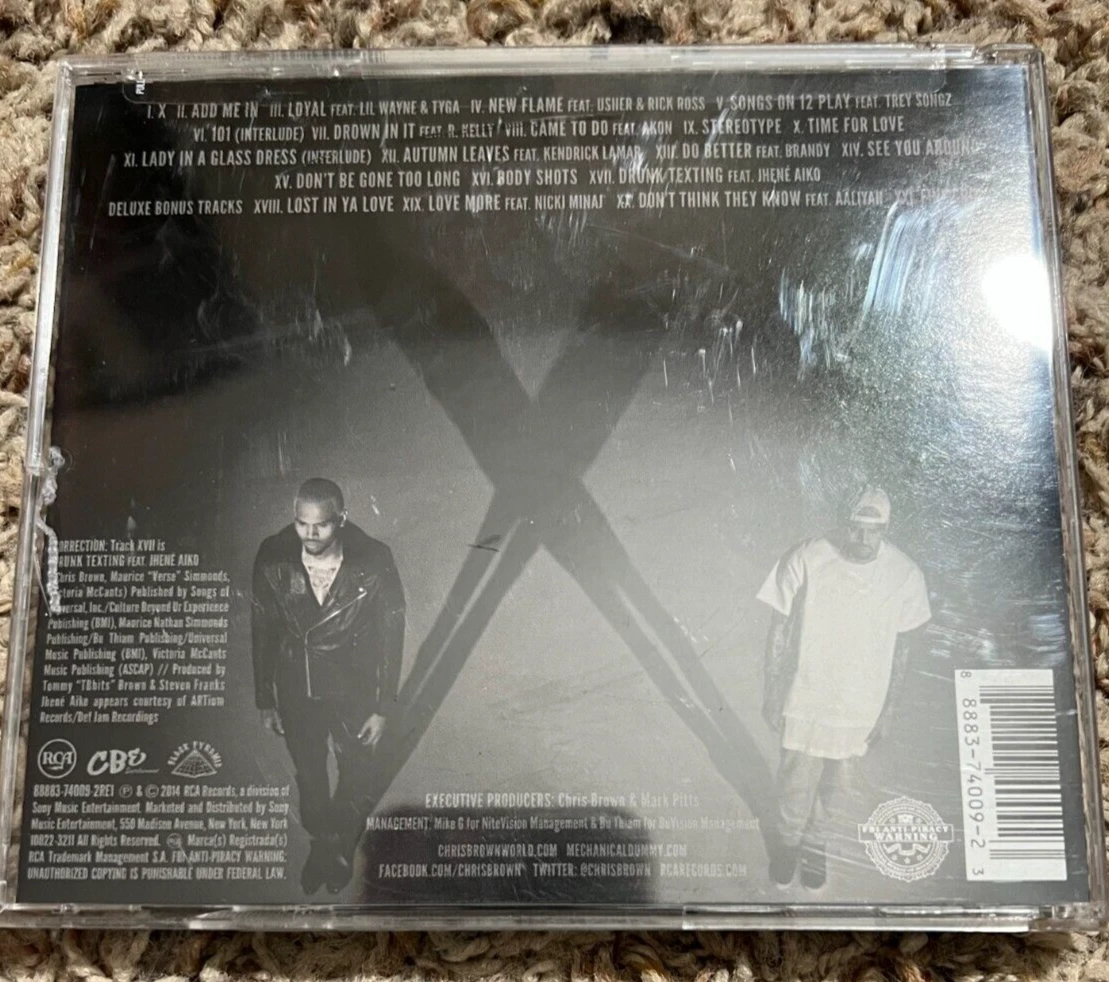 I. X II. ADD ME IN III. LOYAL FEAT. LIL WAYNE & TYGA IV. NEW FLAME FEAT. USHER & RICK ROSS V. SONGS ON 12 PLAY FEAT. TREY SONGZ
VI. 101 (INTERLUDE) VII. DROWN IN IT FEAT. R. KELLY VIII. CAME TO DO FEAT. AKON IX. STEREOTYPE X. TIME FOR LOVE
XI. LADY IN A GLASS DRESS (INTERLUDE) XII. AUTUMN LEAVES FEAT. KENDRICK LAMAR XIII. DO BETTER FEAT. BRANDY XIV. SEE YOU AROUND
XV. DON'T BE GONE TOO LONG XVI. BODY SHOTS XVII. DRUNK TEXTING FEAT. JHENÉ AIKO
DELUXE BONUS TRACKS XVIII. LOST IN YA LOVE XIX. LOVE MORE FEAT. NICKI MINAJ XX. DON'T THINK THEY KNOW FEAT. AALIYAH XXI.
CORRECTION: Track XVII is
DRUNK TEXTING FEAT. JHENE AIKO
Chris Brown, Maurice "Verse" Simmonds,
Victoria McCants) Published by Songs of
Universal, Inc./Culture Beyond Ur Experience
Publishing (BMI), Maurice Nathan Simmonds
Publishing/Bu Thiam Publishing/Universal
Music Publishing (BMI), Victoria McCants
Music Publishing (ASCAP) // Produced by
Tommy "TBhits" Brown & Steven Franks
Jhené Aiko appears courtesy of ARTium
Records/Def Jam Recordings
RCA CBE BLACK PYRAMID
88883-74009-2RE1 ℗ & © 2014 RCA Records, a division of
Sony Music Entertainment. Marketed and Distributed by Sony
Music Entertainment, 550 Madison Avenue, New York, New York
10022-3211 All Rights Reserved. Marca(s) Registrada(s)
RCA Trademark Management S.A. FBI ANTI-PIRACY WARNING:
UNAUTHORIZED COPYING IS PUNISHABLE UNDER FEDERAL LAW.
EXECUTIVE PRODUCERS: Chris Brown & Mark Pitts
MANAGEMENT: Mike G for NiteVision Management & Bu Thiam for BuVision Management
CHRISBROWNWORLD.COM MECHANICALDUMMY.COM
FACEBOOK.COM/CHRISBROWN TWITTER: @CHRISBROWN RCARECORDS.COM
FBI ANTI-PIRACY
WARNING
8 88837-4009-2 3